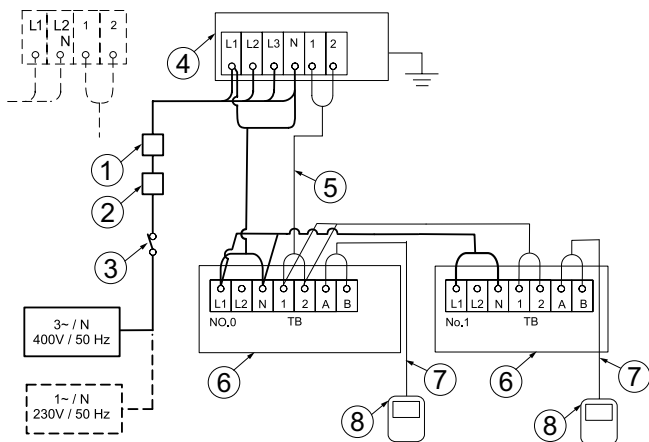 L1 L2 N 1 2
L1 L2 L3 N 1 2
4
1
2
5
3
L1 L2 N 1 2 A B
NO.0 TB
L1 L2 N 1 2 A B
No.1 TB
3~ / N
400V / 50 Hz
6
7
6
7
1~ / N
230V / 50 Hz
8
8